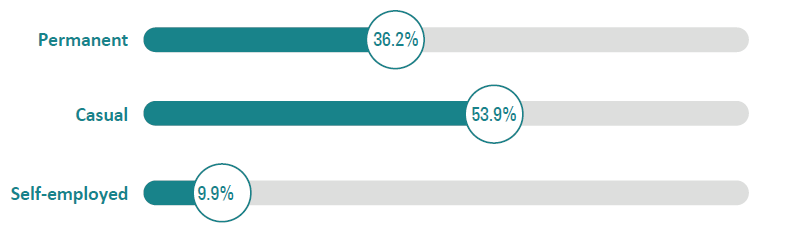 Permanent 36.2%
Casual 53.9%
Self-employed 9.9%